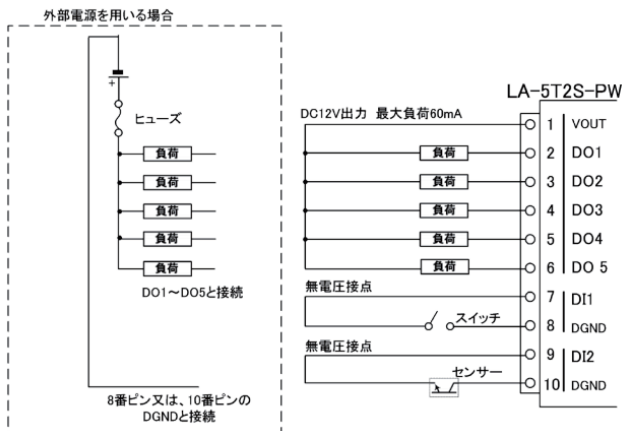 外部電源を用いる場合
+
ヒューズ
負荷
負荷
負荷
負荷
負荷
DO1～DO5と接続
8番ピン又は、10番ピンの
DGNDと接続
LA-5T2S-PW
DC12V出力 最大負荷60mA
1 VOUT
負荷 2 DO1
負荷 3 DO2
負荷 4 DO3
負荷 5 DO4
負荷 6 DO 5
無電圧接点 7 DI1
スイッチ 8 DGND
無電圧接点 9 DI2
センサー
10 DGND